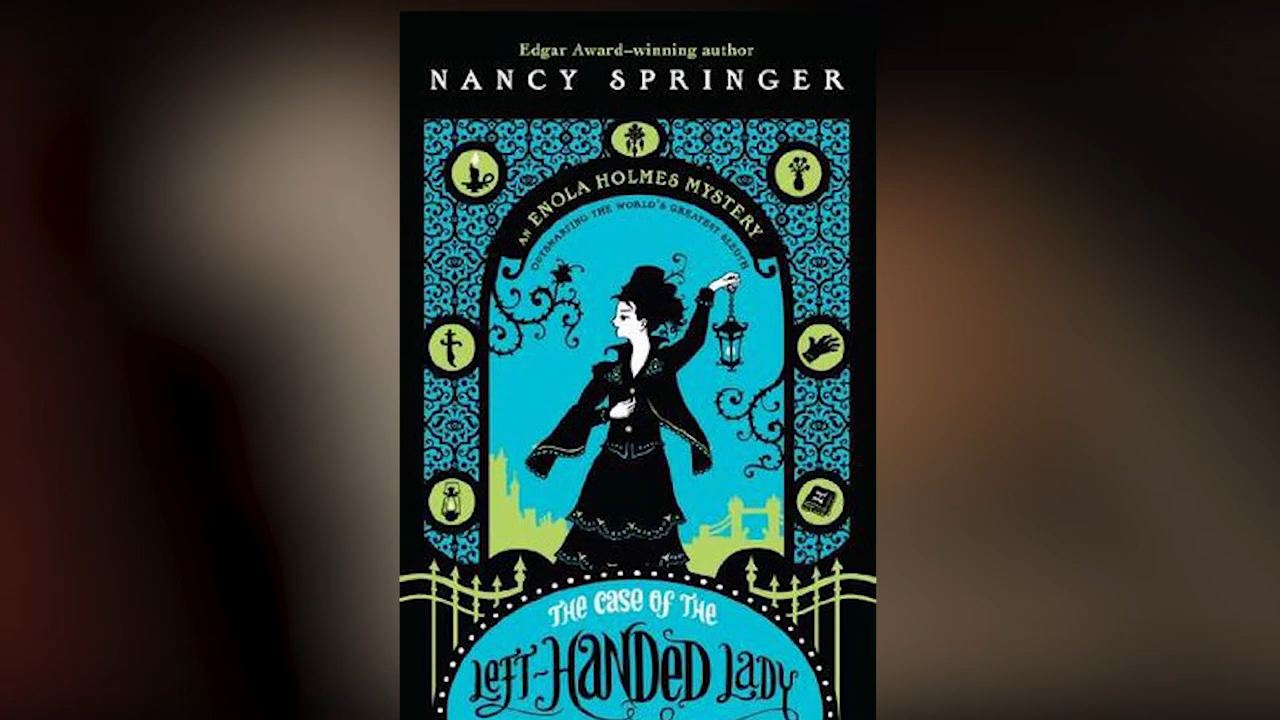 Edgar Award–winning author
NANCY SPRINGER
AN ENOLA HOLMES MYSTERY
OUTSMARTING THE WORLD'S GREATEST SLEUTH
THE CASE OF THE
LEFT-HANDED LADY